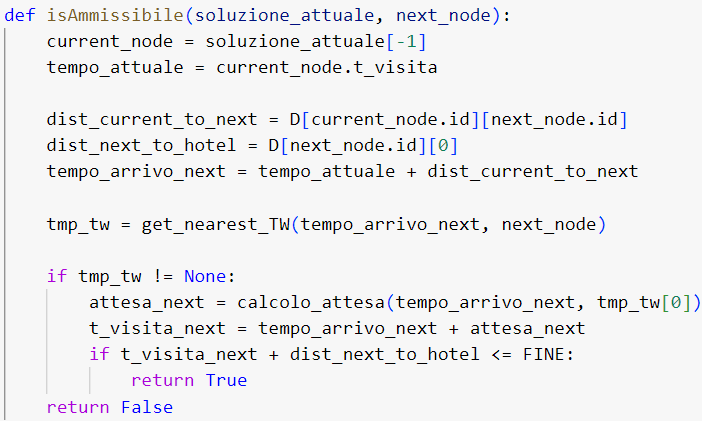 def isAmmissibile(soluzione_attuale, next_node):
    current_node = soluzione_attuale[-1]
    tempo_attuale = current_node.t_visita

    dist_current_to_next = D[current_node.id][next_node.id]
    dist_next_to_hotel = D[next_node.id][0]
    tempo_arrivo_next = tempo_attuale + dist_current_to_next

    tmp_tw = get_nearest_TW(tempo_arrivo_next, next_node)

    if tmp_tw != None:
        attesa_next = calcolo_attesa(tempo_arrivo_next, tmp_tw[0])
        t_visita_next = tempo_arrivo_next + attesa_next
        if t_visita_next + dist_next_to_hotel <= FINE:
            return True
    return False